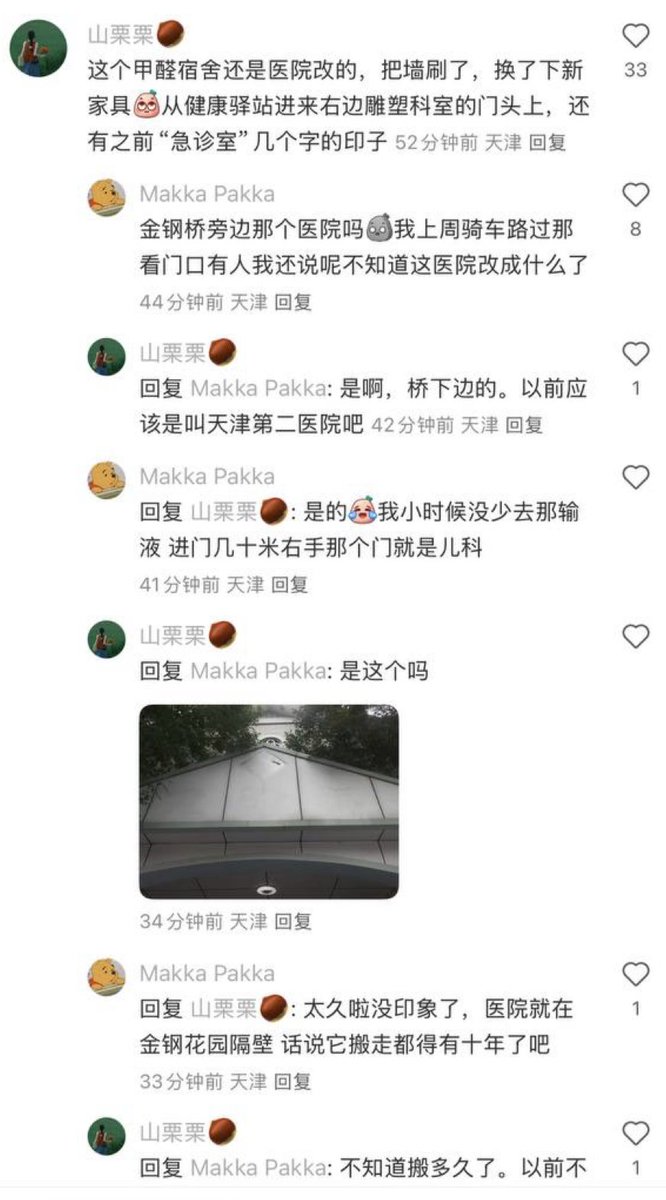 山栗栗
这个甲醛宿舍还是医院改的，把墙刷了，换了下新
家具从健康驿站进来右边雕塑科室的门头上，还
有之前“急诊室”几个字的印子 52分钟前 天津 回复
33
Makka Pakka
金钢桥旁边那个医院吗我上周骑车路过那
看门口有人我还说呢不知道这医院改成什么了
8
44分钟前 天津 回复
山栗栗
回复 Makka Pakka: 是啊，桥下边的。以前应
该是叫天津第二医院吧 42分钟前 天津 回复
1
Makka Pakka
回复 山栗栗: 是的我小时候没少去那输
液 进门几十米右手那个门就是儿科
41分钟前 天津 回复
山栗栗
回复 Makka Pakka: 是这个吗
34分钟前 天津 回复
Makka Pakka
回复 山栗栗: 太久啦没印象了，医院就在
金钢花园隔壁 话说它搬走都得有十年了吧
1
33分钟前 天津 回复
山栗栗
回复 Makka Pakka: 不知道搬多久了。以前不
1